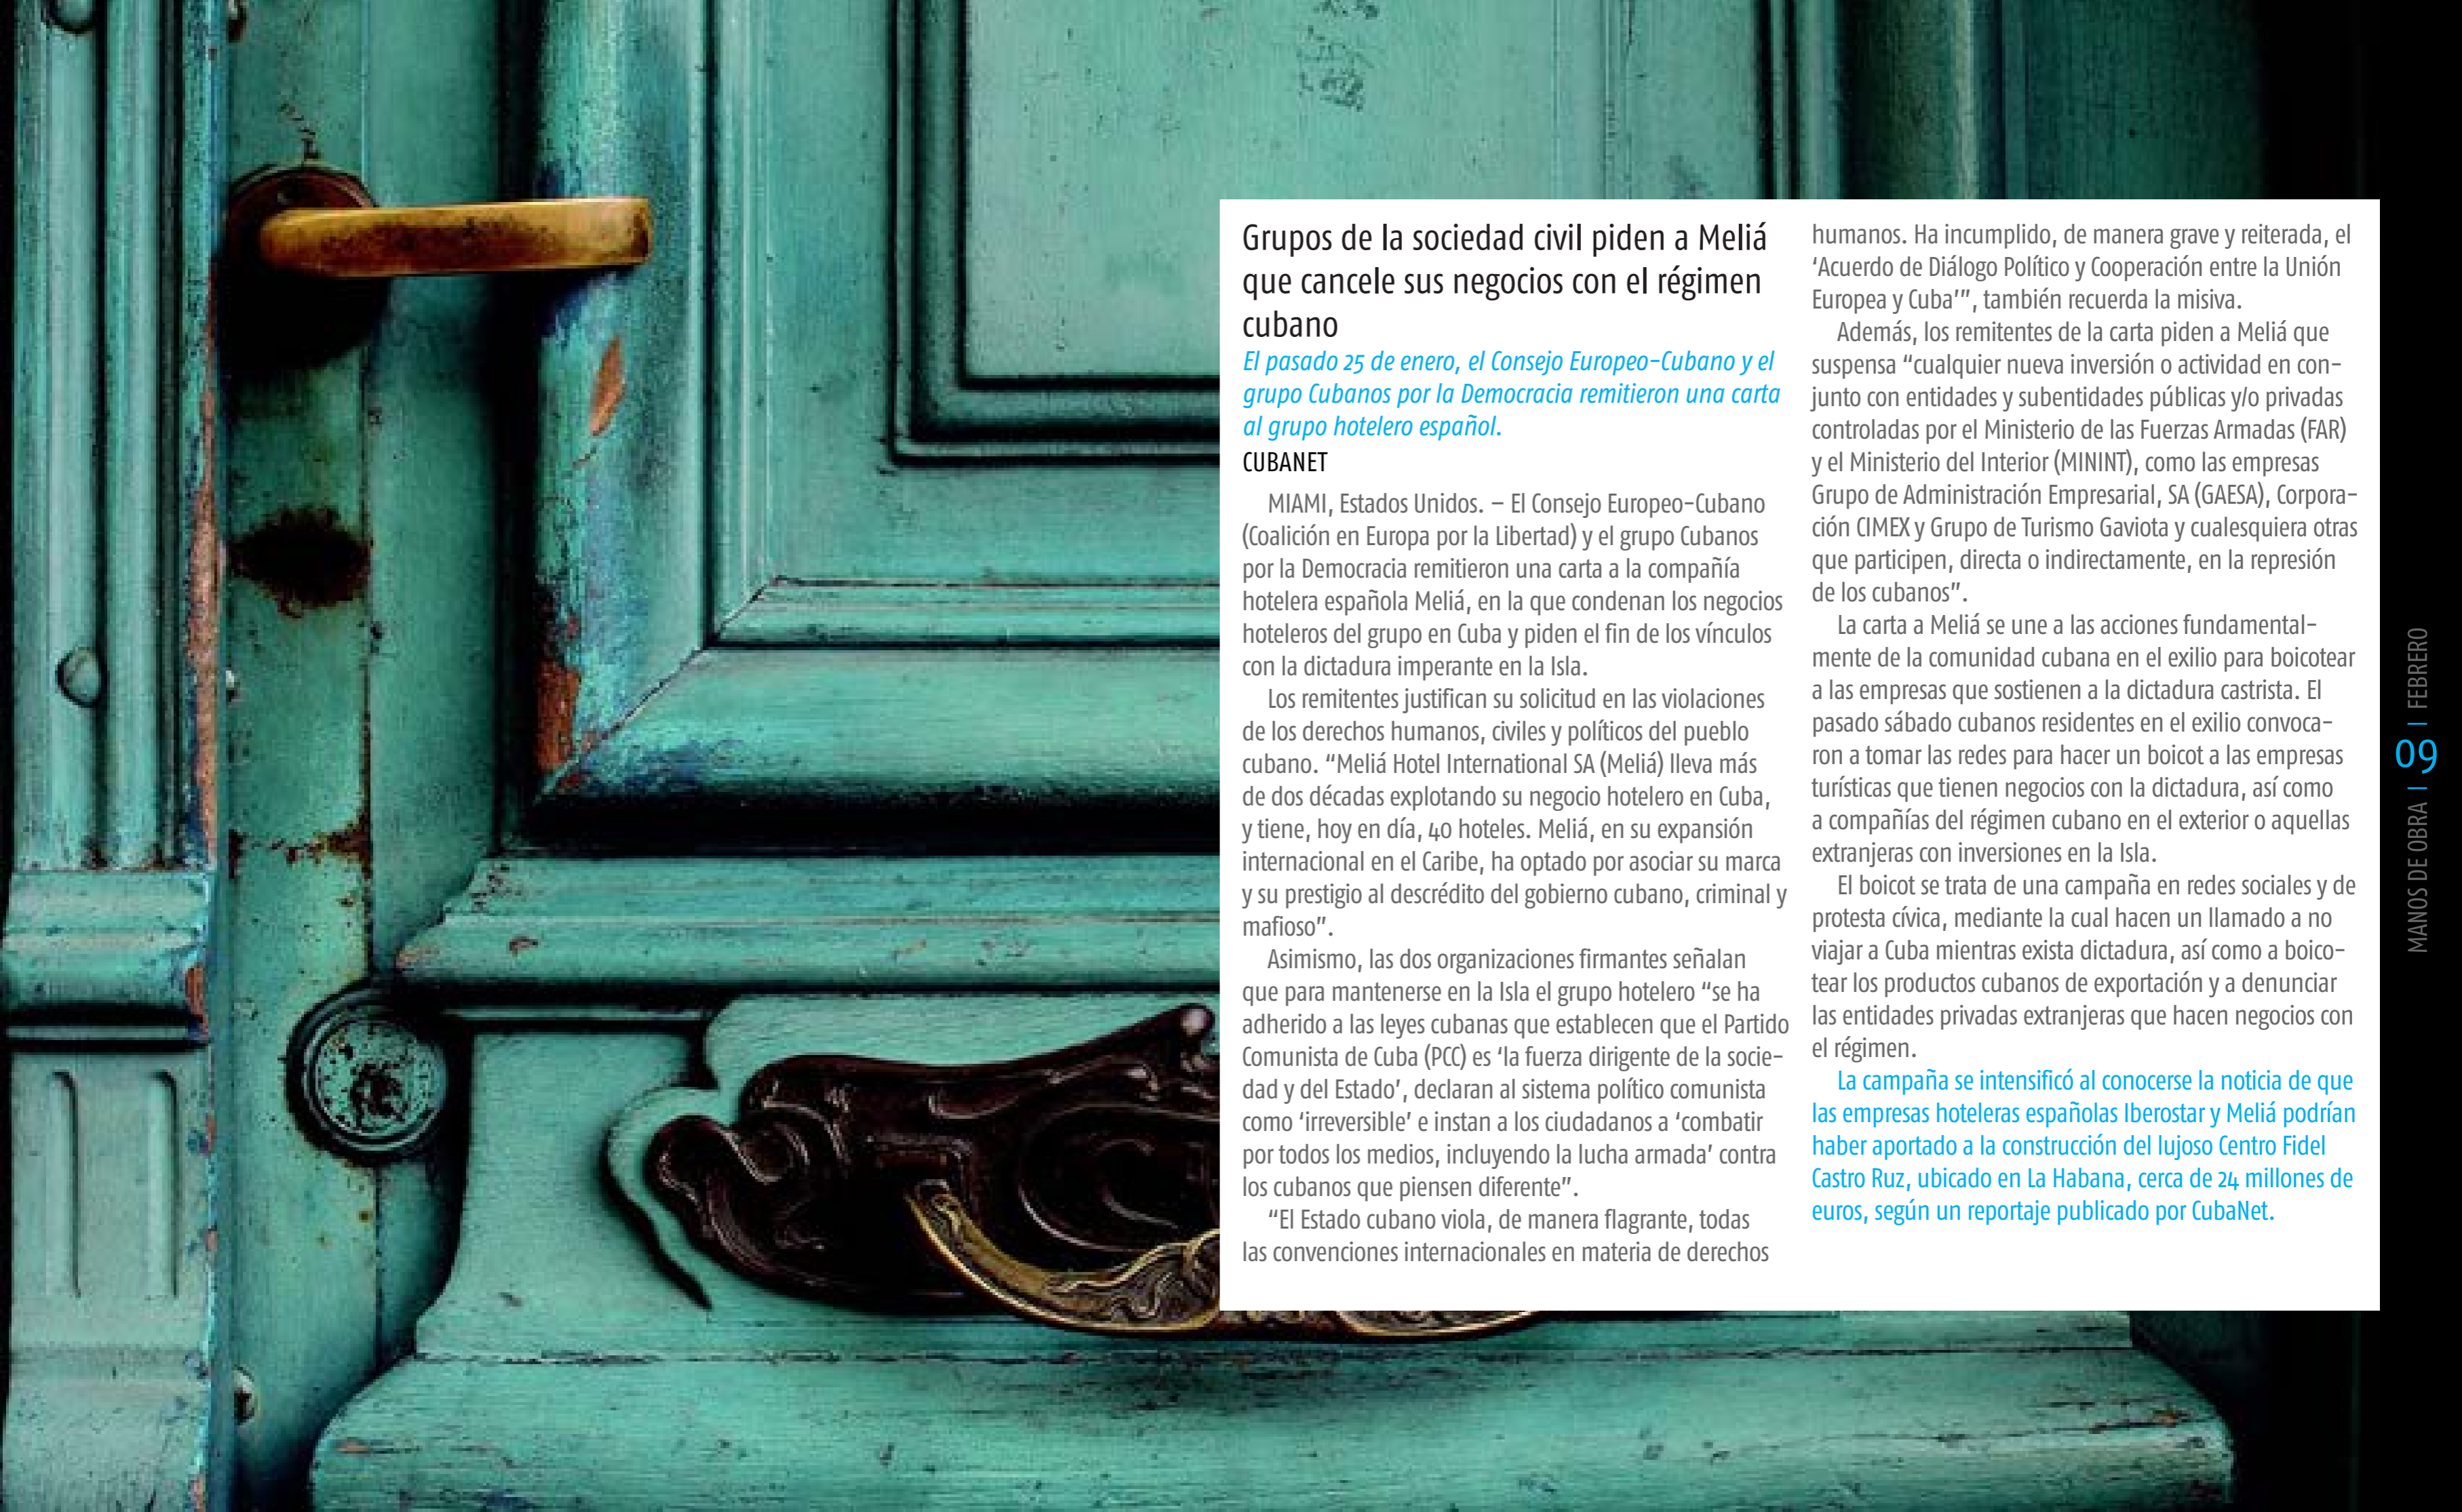 Grupos de la sociedad civil piden a Meliá
que cancele sus negocios con el régimen
cubano
El pasado 25 de enero, el Consejo Europeo-Cubano y el
grupo Cubanos por la Democracia remitieron una carta
al grupo hotelero español.
CUBANET
MIAMI, Estados Unidos. – El Consejo Europeo-Cubano
(Coalición en Europa por la Libertad) y el grupo Cubanos
por la Democracia remitieron una carta a la compañía
hotelera española Meliá, en la que condenan los negocios
hoteleros del grupo en Cuba y piden el fin de los vínculos
con la dictadura imperante en la Isla.
Los remitentes justifican su solicitud en las violaciones
de los derechos humanos, civiles y políticos del pueblo
cubano. “Meliá Hotel International SA (Meliá) lleva más
de dos décadas explotando su negocio hotelero en Cuba,
y tiene, hoy en día, 40 hoteles. Meliá, en su expansión
internacional en el Caribe, ha optado por asociar su marca
y su prestigio al descrédito del gobierno cubano, criminal y
mafioso”.
Asimismo, las dos organizaciones firmantes señalan
que para mantenerse en la Isla el grupo hotelero “se ha
adherido a las leyes cubanas que establecen que el Partido
Comunista de Cuba (PCC) es ‘la fuerza dirigente de la socie-
dad y del Estado’, declaran al sistema político comunista
como ‘irreversible’ e instan a los ciudadanos a ‘combatir
por todos los medios, incluyendo la lucha armada’ contra
los cubanos que piensen diferente”.
“El Estado cubano viola, de manera flagrante, todas
las convenciones internacionales en materia de derechos
humanos. Ha incumplido, de manera grave y reiterada, el
‘Acuerdo de Diálogo Político y Cooperación entre la Unión
Europea y Cuba’”, también recuerda la misiva.
Además, los remitentes de la carta piden a Meliá que
suspensa “cualquier nueva inversión o actividad en con-
junto con entidades y subentidades públicas y/o privadas
controladas por el Ministerio de las Fuerzas Armadas (FAR)
y el Ministerio del Interior (MININT), como las empresas
Grupo de Administración Empresarial, SA (GAESA), Corpora-
ción CIMEX y Grupo de Turismo Gaviota y cualesquiera otras
que participen, directa o indirectamente, en la represión
de los cubanos”.
La carta a Meliá se une a las acciones fundamental-
mente de la comunidad cubana en el exilio para boicotear
a las empresas que sostienen a la dictadura castrista. El
pasado sábado cubanos residentes en el exilio convoca-
ron a tomar las redes para hacer un boicot a las empresas
turísticas que tienen negocios con la dictadura, así como
a compañías del régimen cubano en el exterior o aquellas
extranjeras con inversiones en la Isla.
El boicot se trata de una campaña en redes sociales y de
protesta cívica, mediante la cual hacen un llamado a no
viajar a Cuba mientras exista dictadura, así como a boico-
tear los productos cubanos de exportación y a denunciar
las entidades privadas extranjeras que hacen negocios con
el régimen.
La campaña se intensificó al conocerse la noticia de que
las empresas hoteleras españolas Iberostar y Meliá podrían
haber aportado a la construcción del lujoso Centro Fidel
Castro Ruz, ubicado en La Habana, cerca de 24 millones de
euros, según un reportaje publicado por CubaNet.
MANOS DE OBRA | 09 | FEBRERO